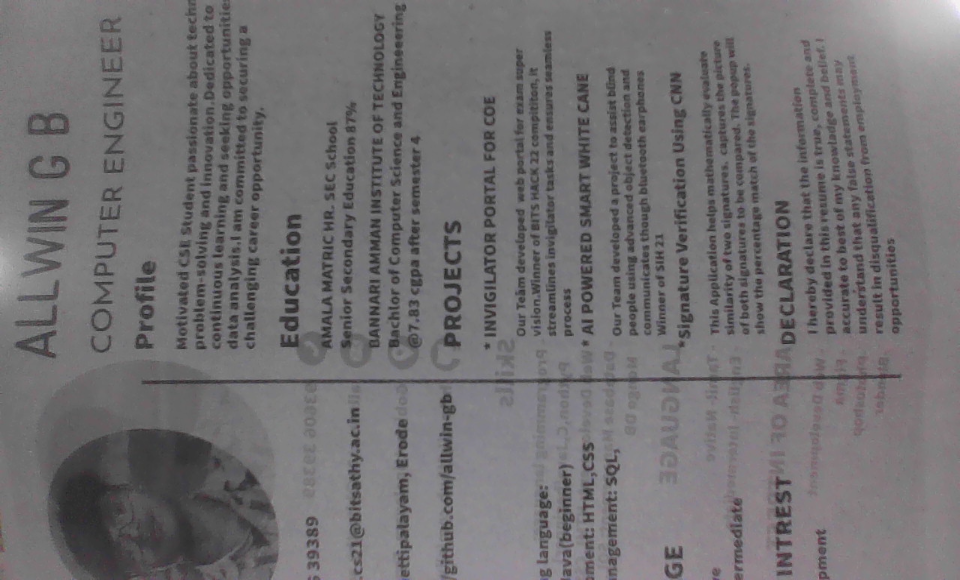 ALLWIN G B
COMPUTER ENGINEER
Profile
Motivated CSE Student passionate about techn
problem-solving and innovation.Dedicated to
continuous learning and seeking opportunitie
data analysis.I am committed to securing a
challenging career opportunity.
Education
AMALA MATRIC HR. SEC School
Senior Secondary Education 87%
BANNARI AMMAN INSTITUTE OF TECHNOLOGY
Bachlor of Computer Science and Engineeering
@7.83 cgpa after semester 4
PROJECTS
* INVIGILATOR PORTAL FOR COE
Our Team developed web portal for exam super
vision.Winner of BITS HACK 22 compitition, it
streamlines invigilator tasks and ensures seamless
process
* AI POWERED SMART WHITE CANE
Our Team developed a project to assist blind
people using advanced object detection and
communicates though bluetooth earphones
Winner of SIH 21
*Signature Verification Using CNN
This Application helps mathematically evaluate
similarity of two signatures. captures the picture
of both signatures to be compared. The popup will
show the percentage match of the signatures.
DECLARATION
I hereby declare that the information
provided in this resume is true, complete and
accurate to best of my knowladge and belief. I
understand that any false statements may
result in disqualification from employment
opportunities
39389
.cs21@bitsathy.ac.in
ettipalayam, Erode
/github.com/allwin-gb
g language:
Java(beginner)
pment: HTML,CSS
nagement: SQL,
GE
ve
ermediate
INTREST
pment